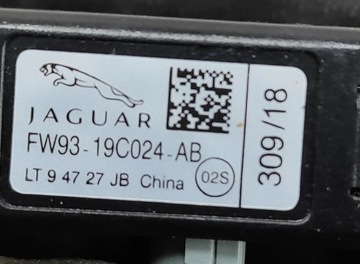 JAGUAR
FW93-19C024-AB
LT 9 47 27 JB China 02S
309/18